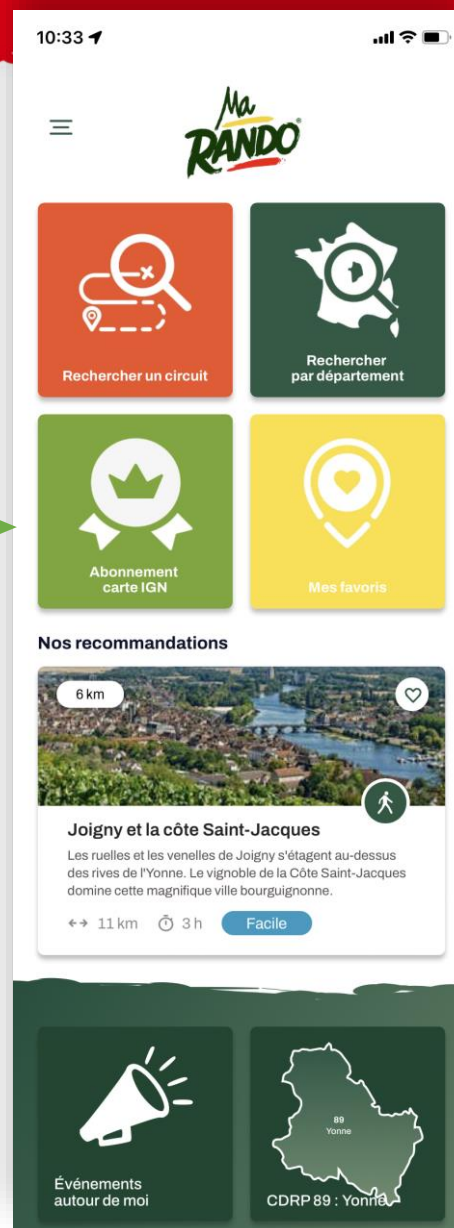 10:33
Ma
RANDO
Rechercher un circuit
Rechercher
par département
Abonnement
carte IGN
Mes favoris
Nos recommandations
6 km
Joigny et la côte Saint-Jacques
Les ruelles et les venelles de Joigny s'étagent au-dessus
des rives de l'Yonne. Le vignoble de la Côte Saint-Jacques
domine cette magnifique ville bourguignonne.
11 km 3 h Facile
Événements
autour de moi
89
Yonne
CDRP 89 : Yonne